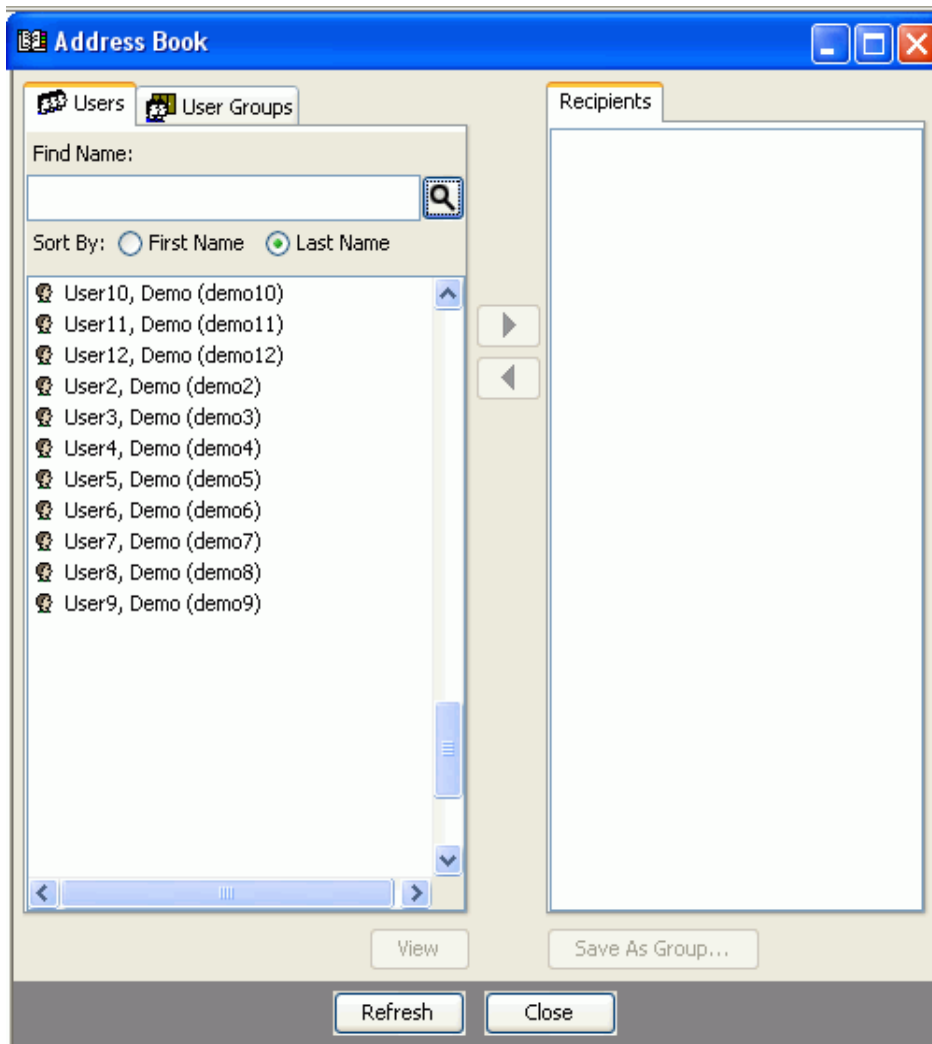 Address Book
Users
User Groups
Recipients
Find Name:
Sort By: First Name Last Name
User10, Demo (demo10)
User11, Demo (demo11)
User12, Demo (demo12)
User2, Demo (demo2)
User3, Demo (demo3)
User4, Demo (demo4)
User5, Demo (demo5)
User6, Demo (demo6)
User7, Demo (demo7)
User8, Demo (demo8)
User9, Demo (demo9)
View
Save As Group...
Refresh
Close